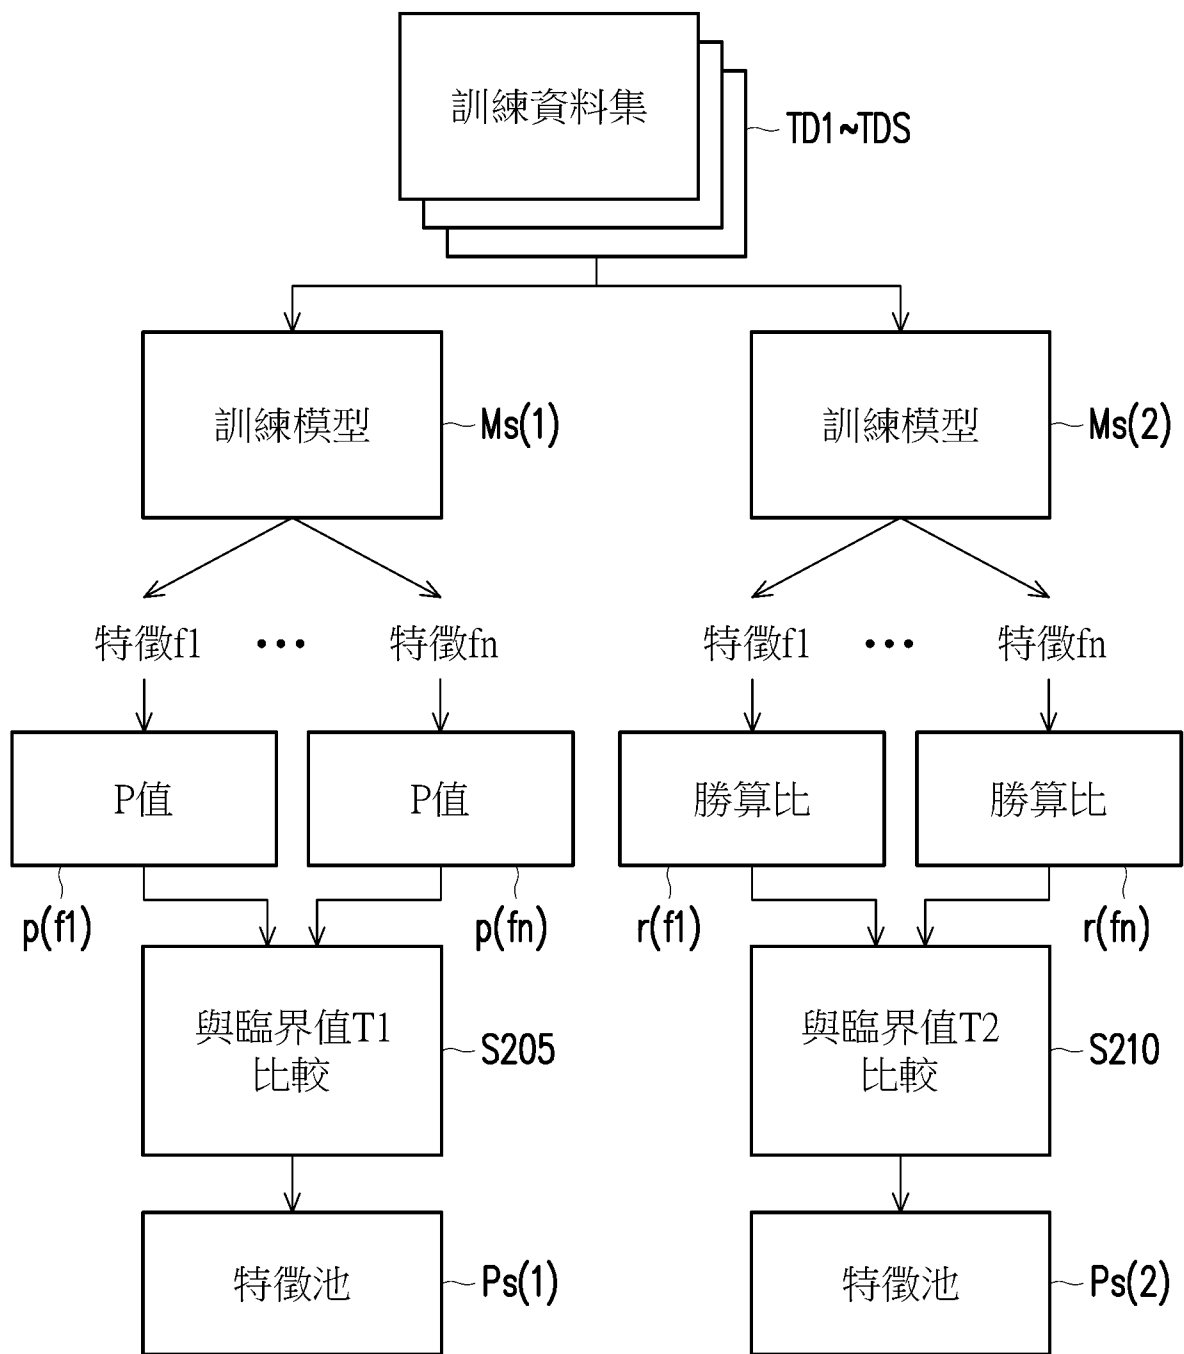 訓練資料集
TD1~TDS
訓練模型
Ms(1)
訓練模型
Ms(2)
特徵f1
•••
特徵fn
特徵f1
•••
特徵fn
P值
P值
勝算比
勝算比
p(f1)
p(fn)
r(f1)
r(fn)
與臨界值T1
比較
S205
與臨界值T2
比較
S210
特徵池
Ps(1)
特徵池
Ps(2)